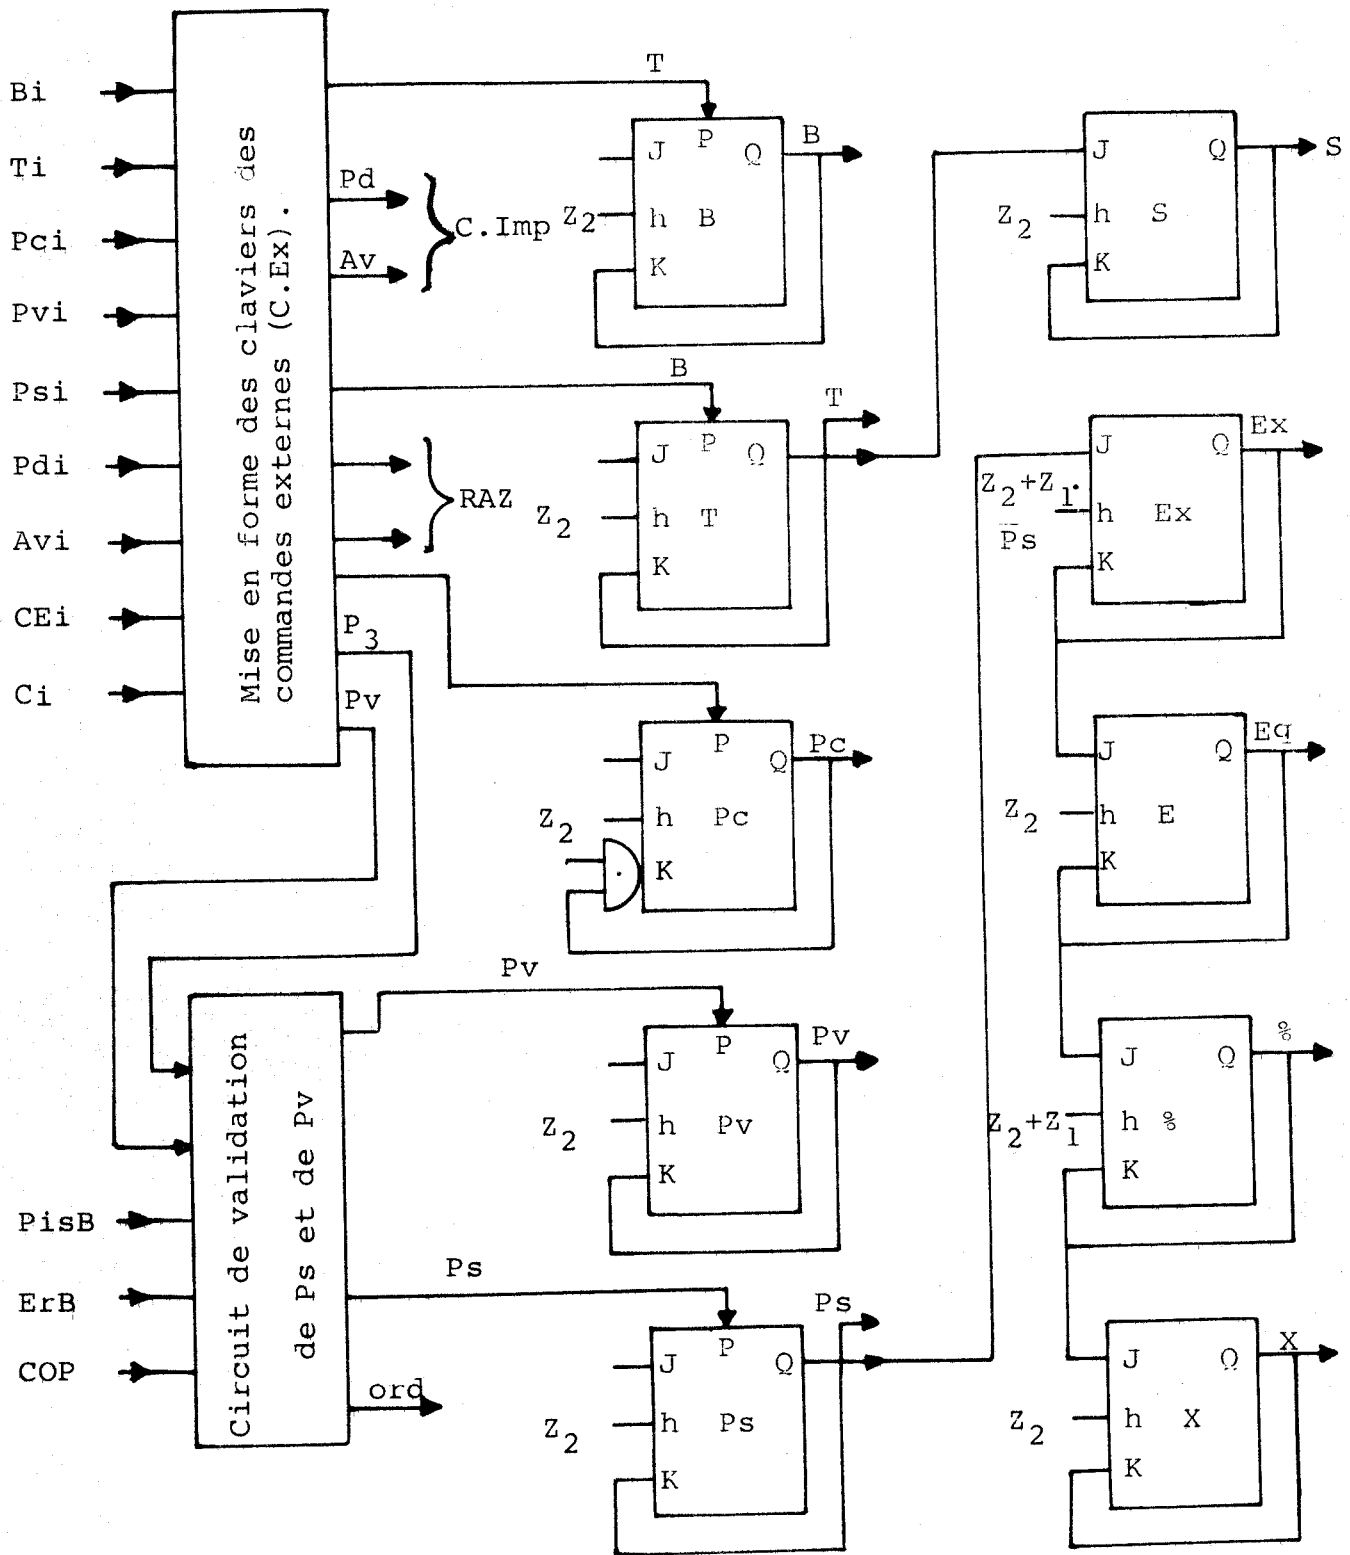 Bi
Ti
Pci
Pvi
Psi
Pdi
Avi
CEi
Ci
Mise en forme des claviers des
commandes externes (C.Ex).
Pd
Av
C.Imp
RAZ
P3
Pv
T
J P Q B
Z2 h B
K
B
T
J P Q
Z2 h T
K
J P Q Pc
Z2 h Pc
. K
Pv
J P Q Pv
Z2 h Pv
K
Ps
Ps
J P Q
Z2 h Ps
K
Circuit de validation
de Ps et de Pv
PisB
ErB
COP
ord
J Q S
Z2 h S
K
J Q Ex
Z2+Z1.
P̅s h Ex
K
J Q Eq
Z2 h E
K
J Q %
Z2+Z1 h %
K
J Q X
Z2 h X
K